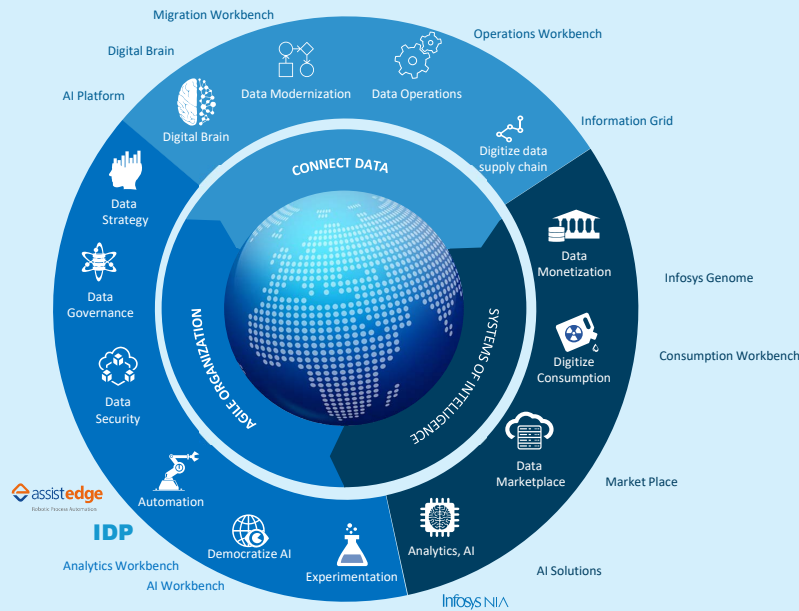 Migration Workbench
Digital Brain
AI Platform
Operations Workbench
Information Grid
Infosys Genome
Consumption Workbench
Market Place
AI Solutions
Infosys NIA
AI Workbench
Analytics Workbench
IDP
assistedge
Robotic Process Automation
Digital Brain
Data Modernization
Data Operations
Digitize data
supply chain
Data
Monetization
Digitize
Consumption
Data
Marketplace
Analytics, AI
Experimentation
Democratize AI
Automation
Data
Security
Data
Governance
Data
Strategy
CONNECT DATA
SYSTEMS OF INTELLIGENCE
AGILE ORGANIZATION